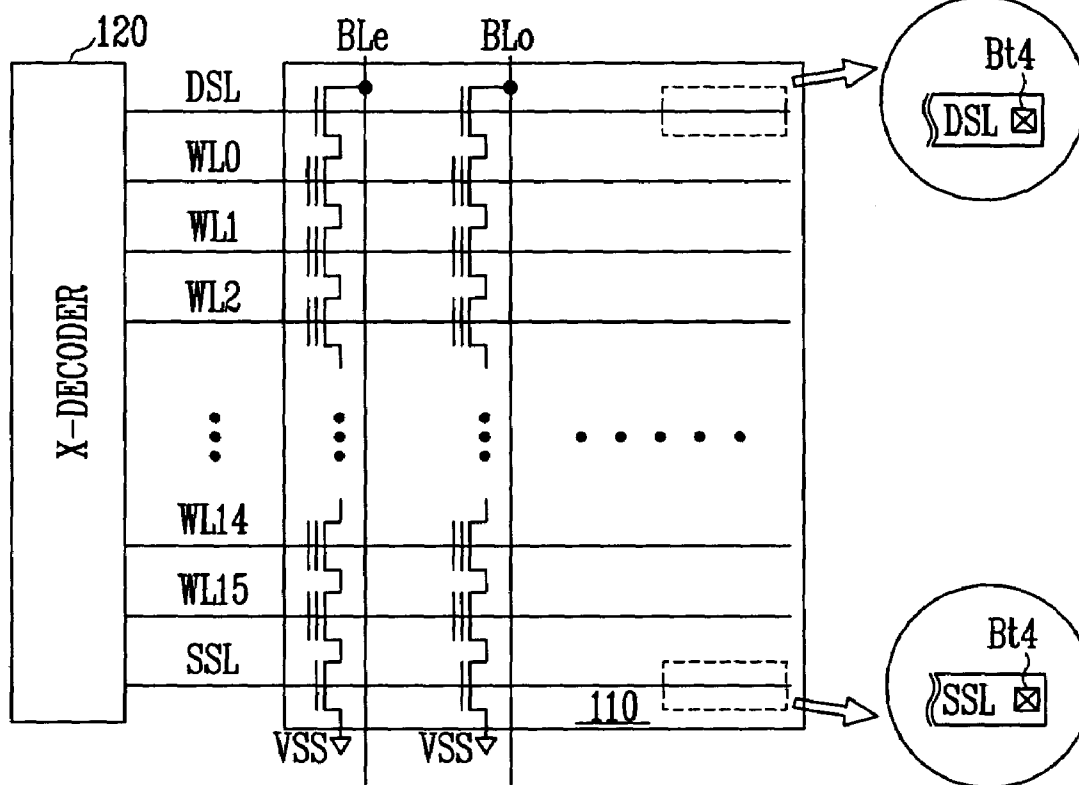 120
BLe
BLo
DSL
WL0
WL1
WL2
X-DECODER
WL14
WL15
SSL
110
VSS
VSS
Bt4
DSL
Bt4
SSL